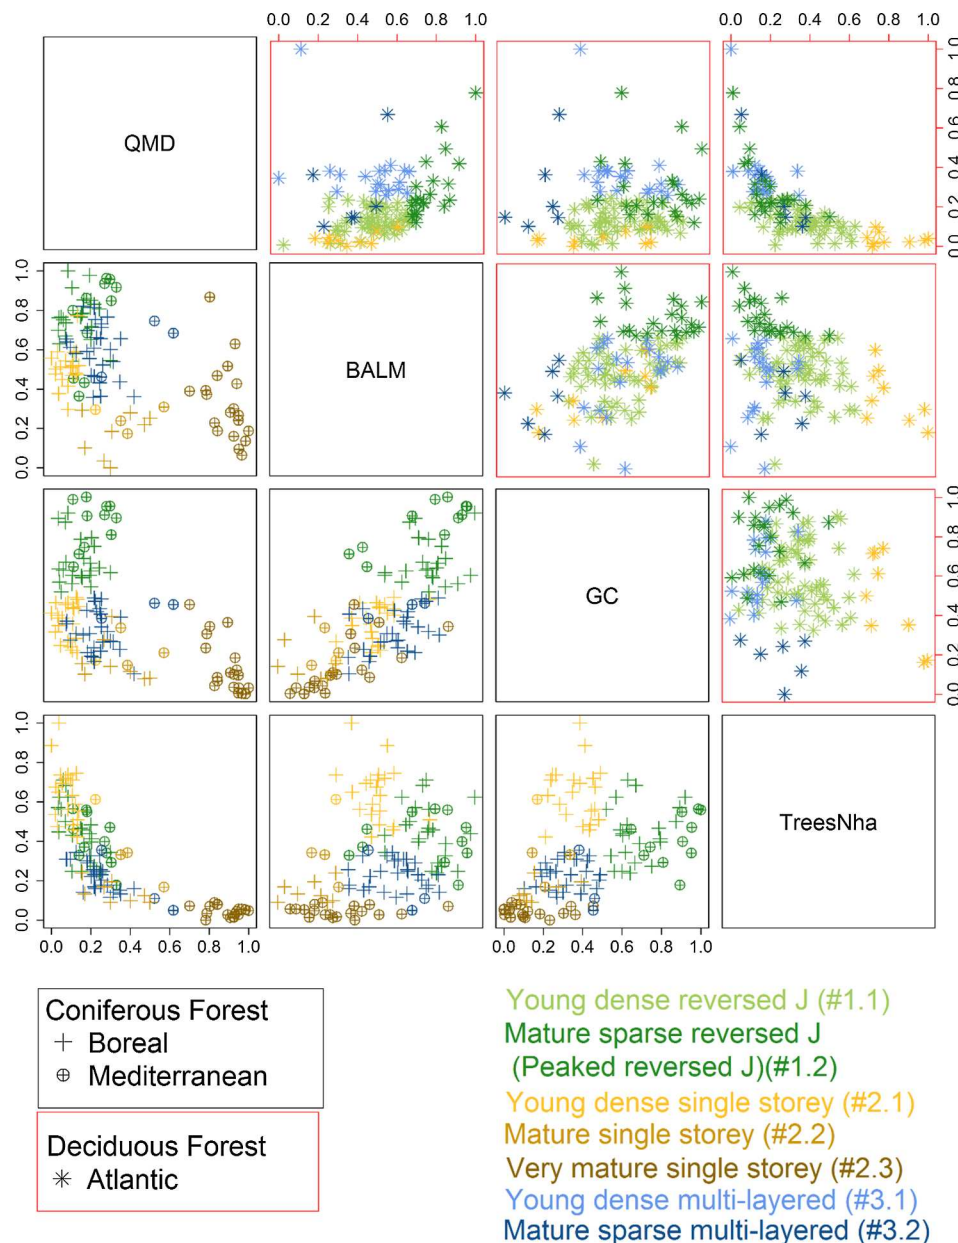 0.0 0.2 0.4 0.6 0.8 1.0 0.0 0.2 0.4 0.6 0.8 1.0
QMD
0.0 0.2 0.4 0.6 0.8 1.0
0.0 0.2 0.4 0.6 0.8 1.0
BALM
GC
0.0 0.2 0.4 0.6 0.8 1.0
0.0 0.2 0.4 0.6 0.8 1.0
TreesNha
0.0 0.2 0.4 0.6 0.8 1.0 0.0 0.2 0.4 0.6 0.8 1.0
Coniferous Forest
Boreal
Mediterranean
Deciduous Forest
Atlantic
Young dense reversed J (#1.1)
Mature sparse reversed J
(Peaked reversed J)(#1.2)
Young dense single storey (#2.1)
Mature single storey (#2.2)
Very mature single storey (#2.3)
Young dense multi-layered (#3.1)
Mature sparse multi-layered (#3.2)